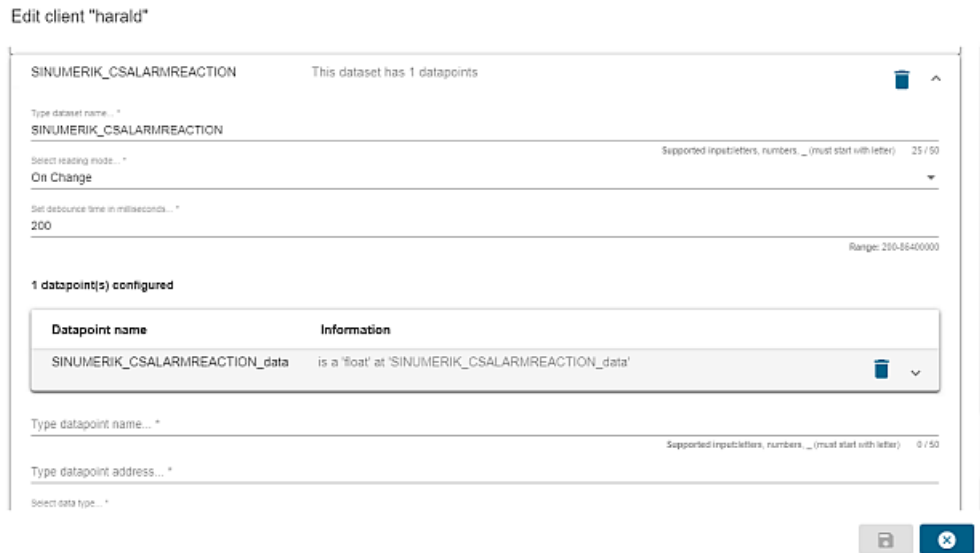 Edit client "harald"
SINUMERIK_CSALARMREACTION This dataset has 1 datapoints
Type dataset name... *
SINUMERIK_CSALARMREACTION
Supported input:letters, numbers, _ (must start with letter) 25 / 50
Select reading mode... *
On Change
Set debounce time in milliseconds... *
200
Range: 200-86400000
1 datapoint(s) configured
Datapoint name Information
SINUMERIK_CSALARMREACTION_data is a 'float' at 'SINUMERIK_CSALARMREACTION_data'
Type datapoint name... *
Supported input:letters, numbers, _ (must start with letter) 0 / 50
Type datapoint address... *
Select data type... *